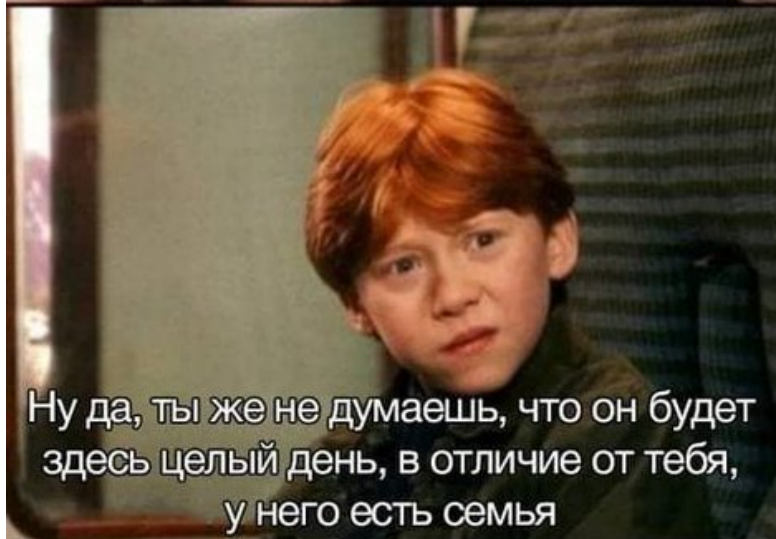 Ну да, ты же не думаешь, что он будет
здесь целый день, в отличие от тебя,
у него есть семья